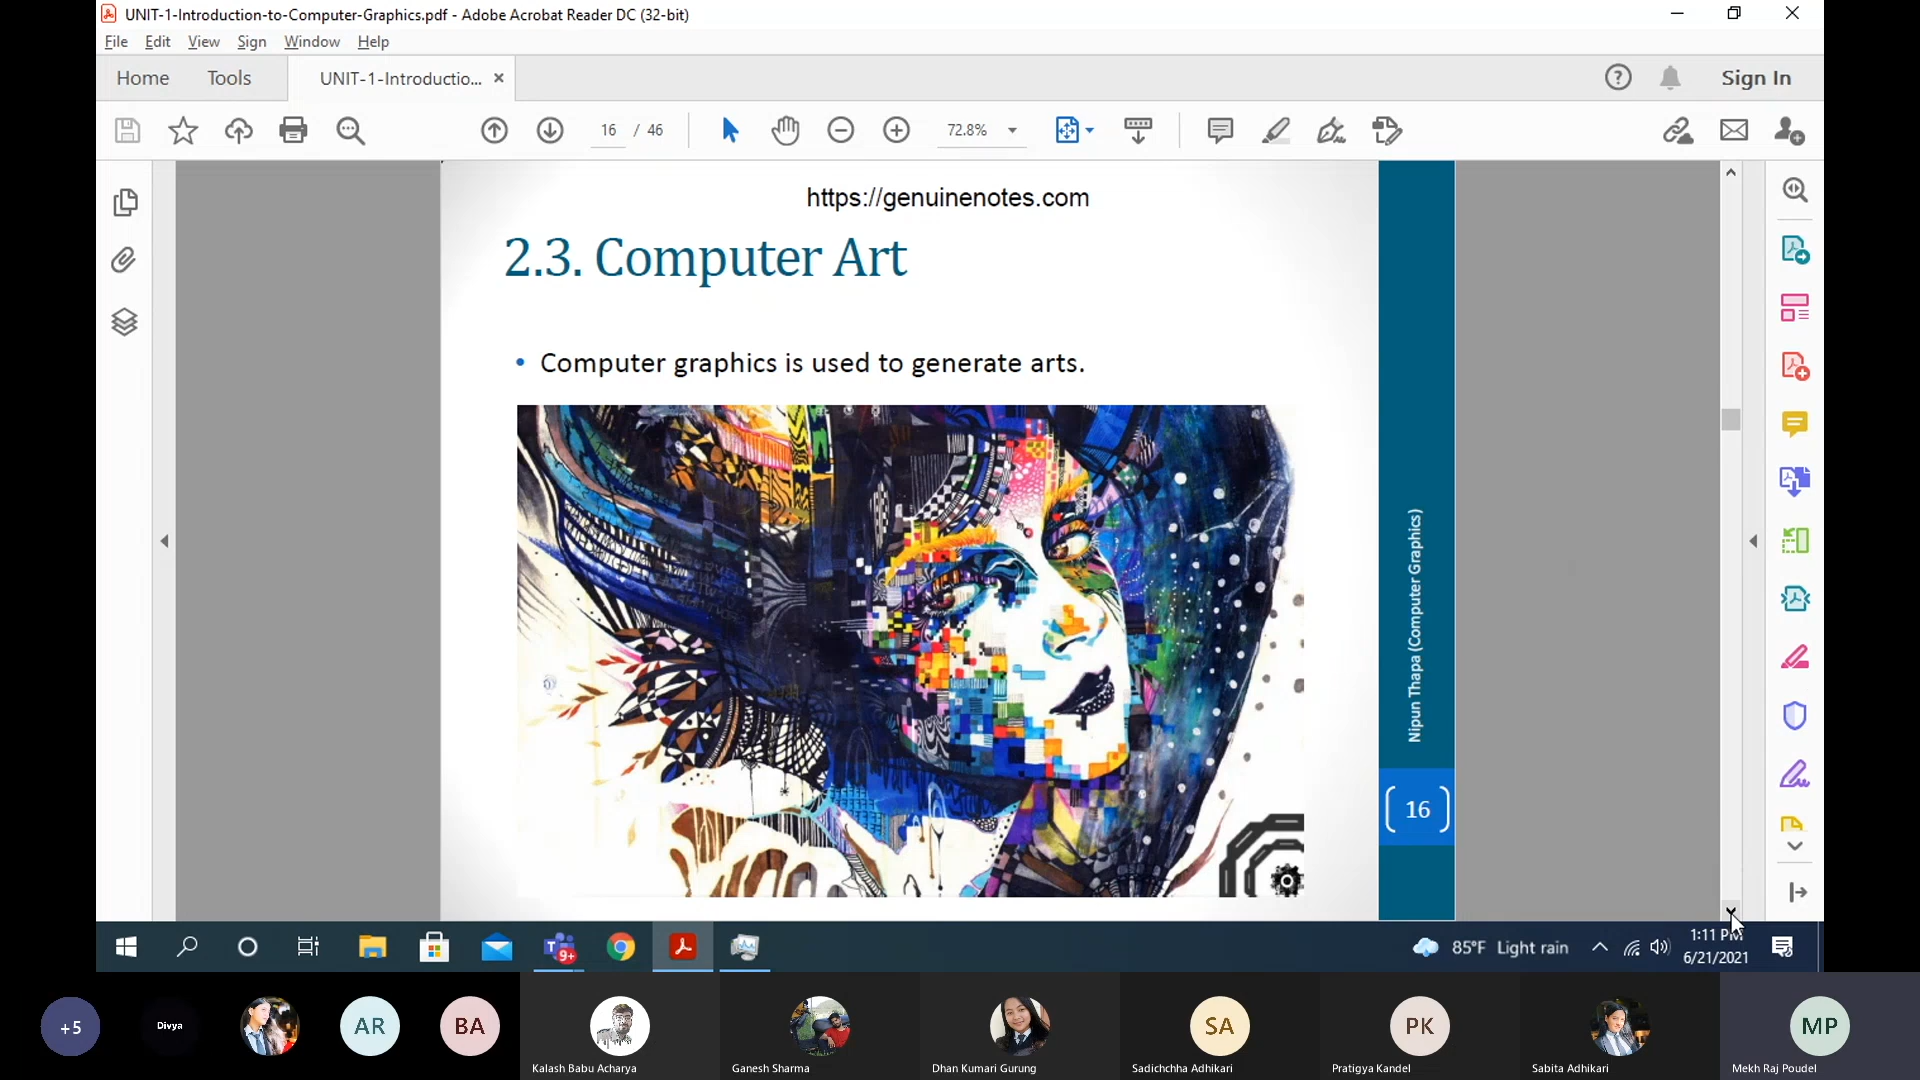 UNIT-1-Introduction-to-Computer-Graphics.pdf - Adobe Acrobat Reader DC (32-bit)
File Edit View Sign Window Help
Home Tools UNIT-1-Introductio... × Sign In
16 / 46 72.8%
https://genuinenotes.com
2.3. Computer Art
• Computer graphics is used to generate arts.
Nipun Thapa (Computer Graphics)
16
9+
85°F Light rain
1:11 PM
6/21/2021
+5
Divya
AR
BA
Kalash Babu Acharya
Ganesh Sharma
Dhan Kumari Gurung
SA
Sadichchha Adhikari
PK
Pratigya Kandel
Sabita Adhikari
MP
Mekh Raj Poudel